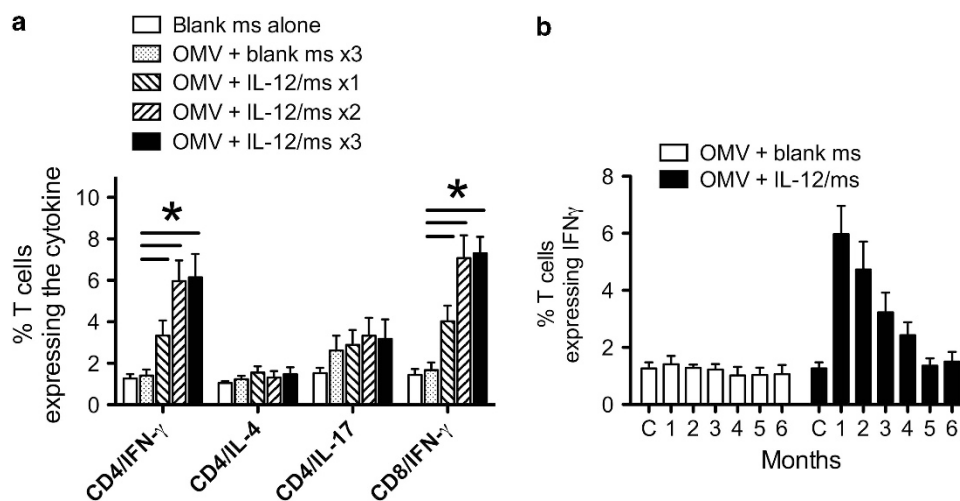 a
Blank ms alone
OMV + blank ms x3
OMV + IL-12/ms x1
OMV + IL-12/ms x2
OMV + IL-12/ms x3
% T cells
expressing the cytokine
10
8
6
4
2
0
*
*
CD4/IFN-γ
CD4/IL-4
CD4/IL-17
CD8/IFN-γ
b
OMV + blank ms
OMV + IL-12/ms
% T cells
expressing IFNγ
8
6
4
2
0
C 1 2 3 4 5 6 C 1 2 3 4 5 6
Months